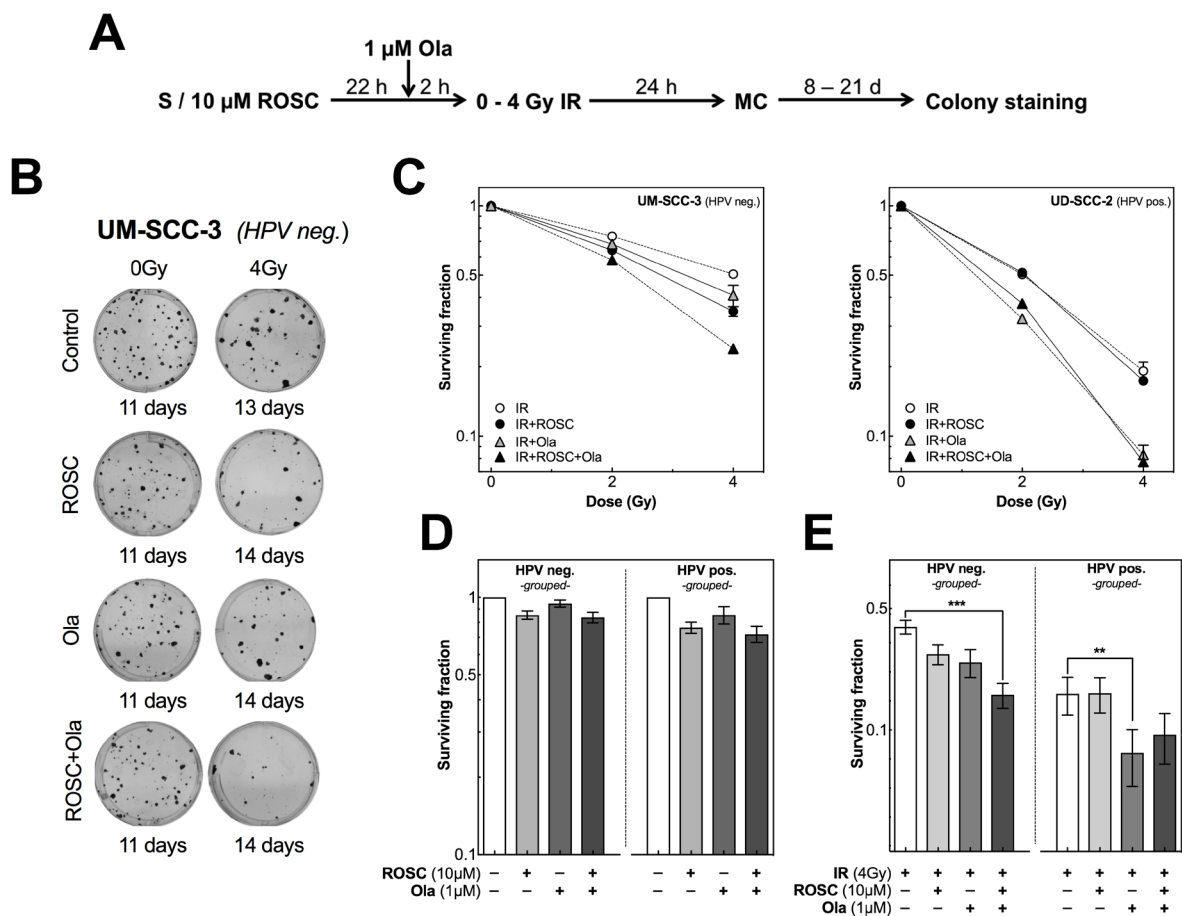 A
1 µM Ola
S / 10 µM ROSC 22 h 2 h 0 - 4 Gy IR 24 h MC 8 – 21 d Colony staining
B
UM-SCC-3 (HPV neg.)
0Gy 4Gy
Control
11 days 13 days
ROSC
11 days 14 days
Ola
11 days 14 days
ROSC+Ola
11 days 14 days
C
UM-SCC-3 (HPV neg.)
1
0.5
0.1
Surviving fraction
IR
IR+ROSC
IR+Ola
IR+ROSC+Ola
0 2 4
Dose (Gy)
UD-SCC-2 (HPV pos.)
1
0.5
0.1
Surviving fraction
IR
IR+ROSC
IR+Ola
IR+ROSC+Ola
0 2 4
Dose (Gy)
D
HPV neg. HPV pos.
-grouped- -grouped-
1
0.5
0.1
Surviving fraction
ROSC (10µM) – + – + – + – +
Ola (1µM) – – + + – – + +
E
HPV neg. HPV pos.
-grouped- -grouped-
0.5
0.1
Surviving fraction
***
**
IR (4Gy) + + + + + + + +
ROSC (10µM) – + – + – + – +
Ola (1µM) – – + + – – + +